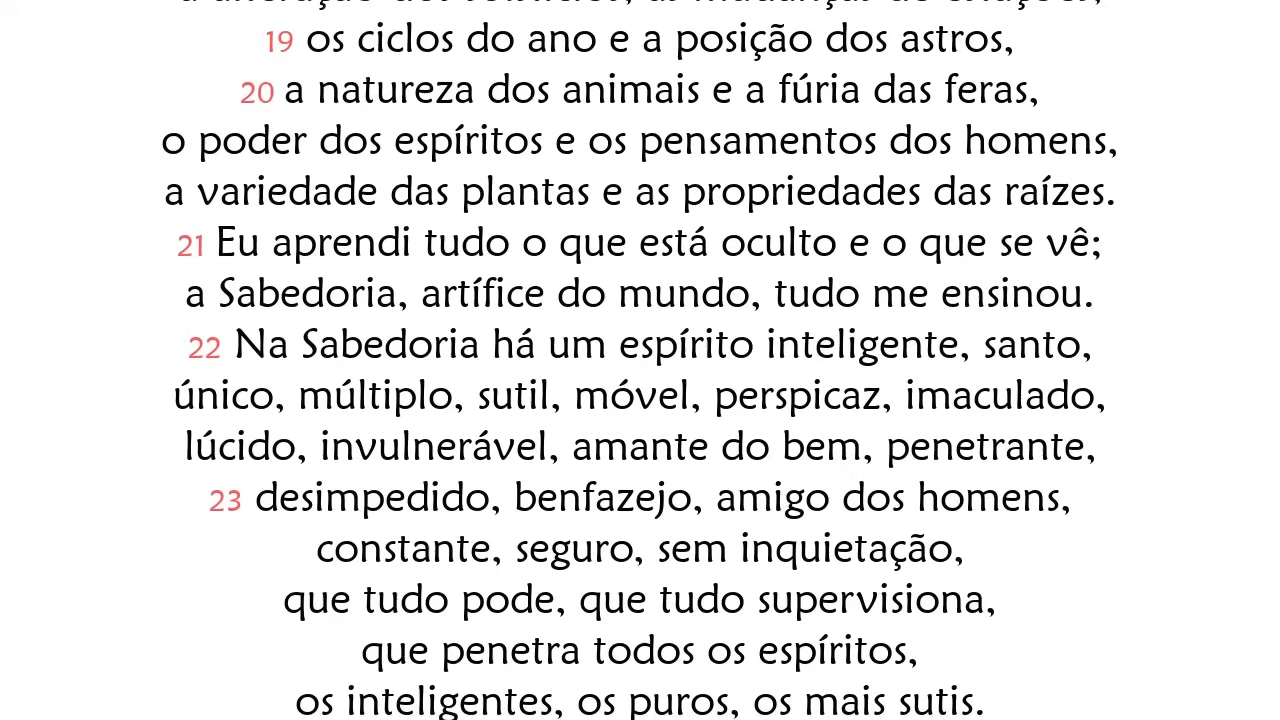 19 os ciclos do ano e a posição dos astros,
20 a natureza dos animais e a fúria das feras,
o poder dos espíritos e os pensamentos dos homens,
a variedade das plantas e as propriedades das raízes.
21 Eu aprendi tudo o que está oculto e o que se vê;
a Sabedoria, artífice do mundo, tudo me ensinou.
22 Na Sabedoria há um espírito inteligente, santo,
único, múltiplo, sutil, móvel, perspicaz, imaculado,
lúcido, invulnerável, amante do bem, penetrante,
23 desimpedido, benfazejo, amigo dos homens,
constante, seguro, sem inquietação,
que tudo pode, que tudo supervisiona,
que penetra todos os espíritos,
os inteligentes, os puros, os mais sutis.